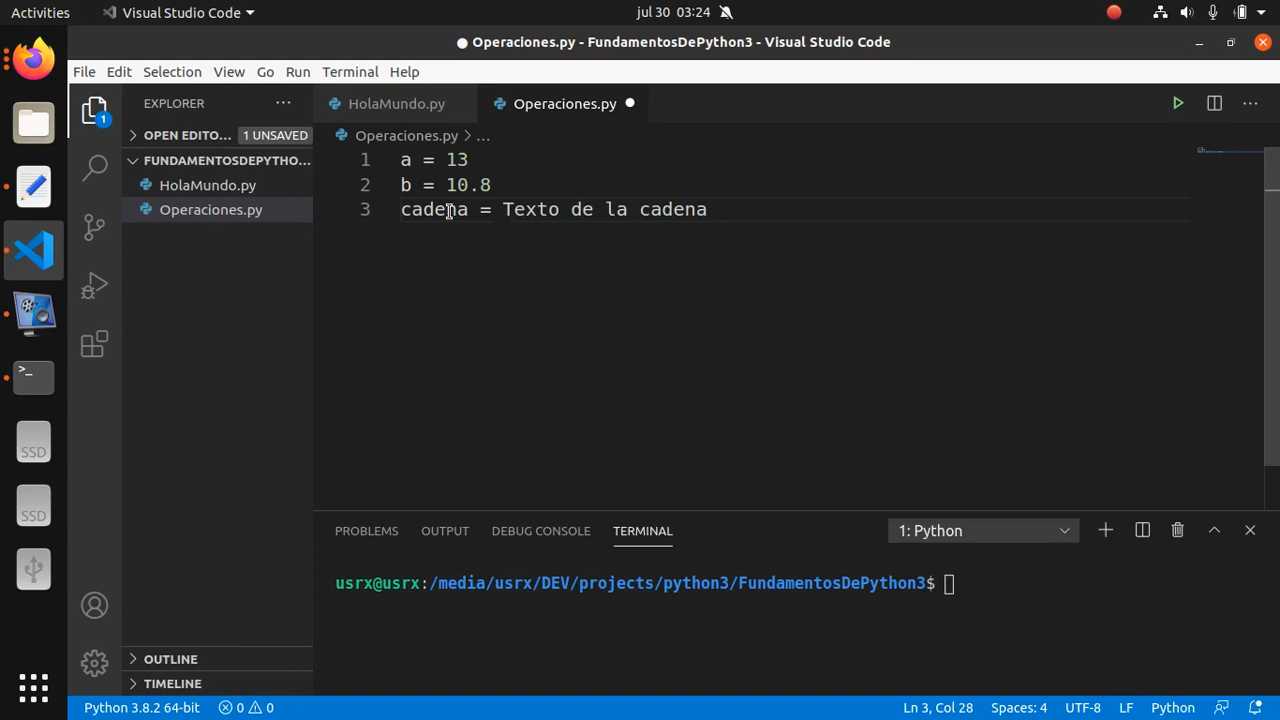 Activities
Visual Studio Code
jul 30 03:24
Operaciones.py - FundamentosDePython3 - Visual Studio Code
File Edit Selection View Go Run Terminal Help
EXPLORER
HolaMundo.py
Operaciones.py
OPEN EDITO... 1 UNSAVED
Operaciones.py > ...
FUNDAMENTOSDEPYTHO...
HolaMundo.py
Operaciones.py
1
1 a = 13
2 b = 10.8
3 cadena = Texto de la cadena
SSD
SSD
PROBLEMS OUTPUT DEBUG CONSOLE TERMINAL
1: Python
usrx@usrx:/media/usrx/DEV/projects/python3/FundamentosDePython3$
OUTLINE
TIMELINE
Python 3.8.2 64-bit 0 0 Ln 3, Col 28 Spaces: 4 UTF-8 LF Python